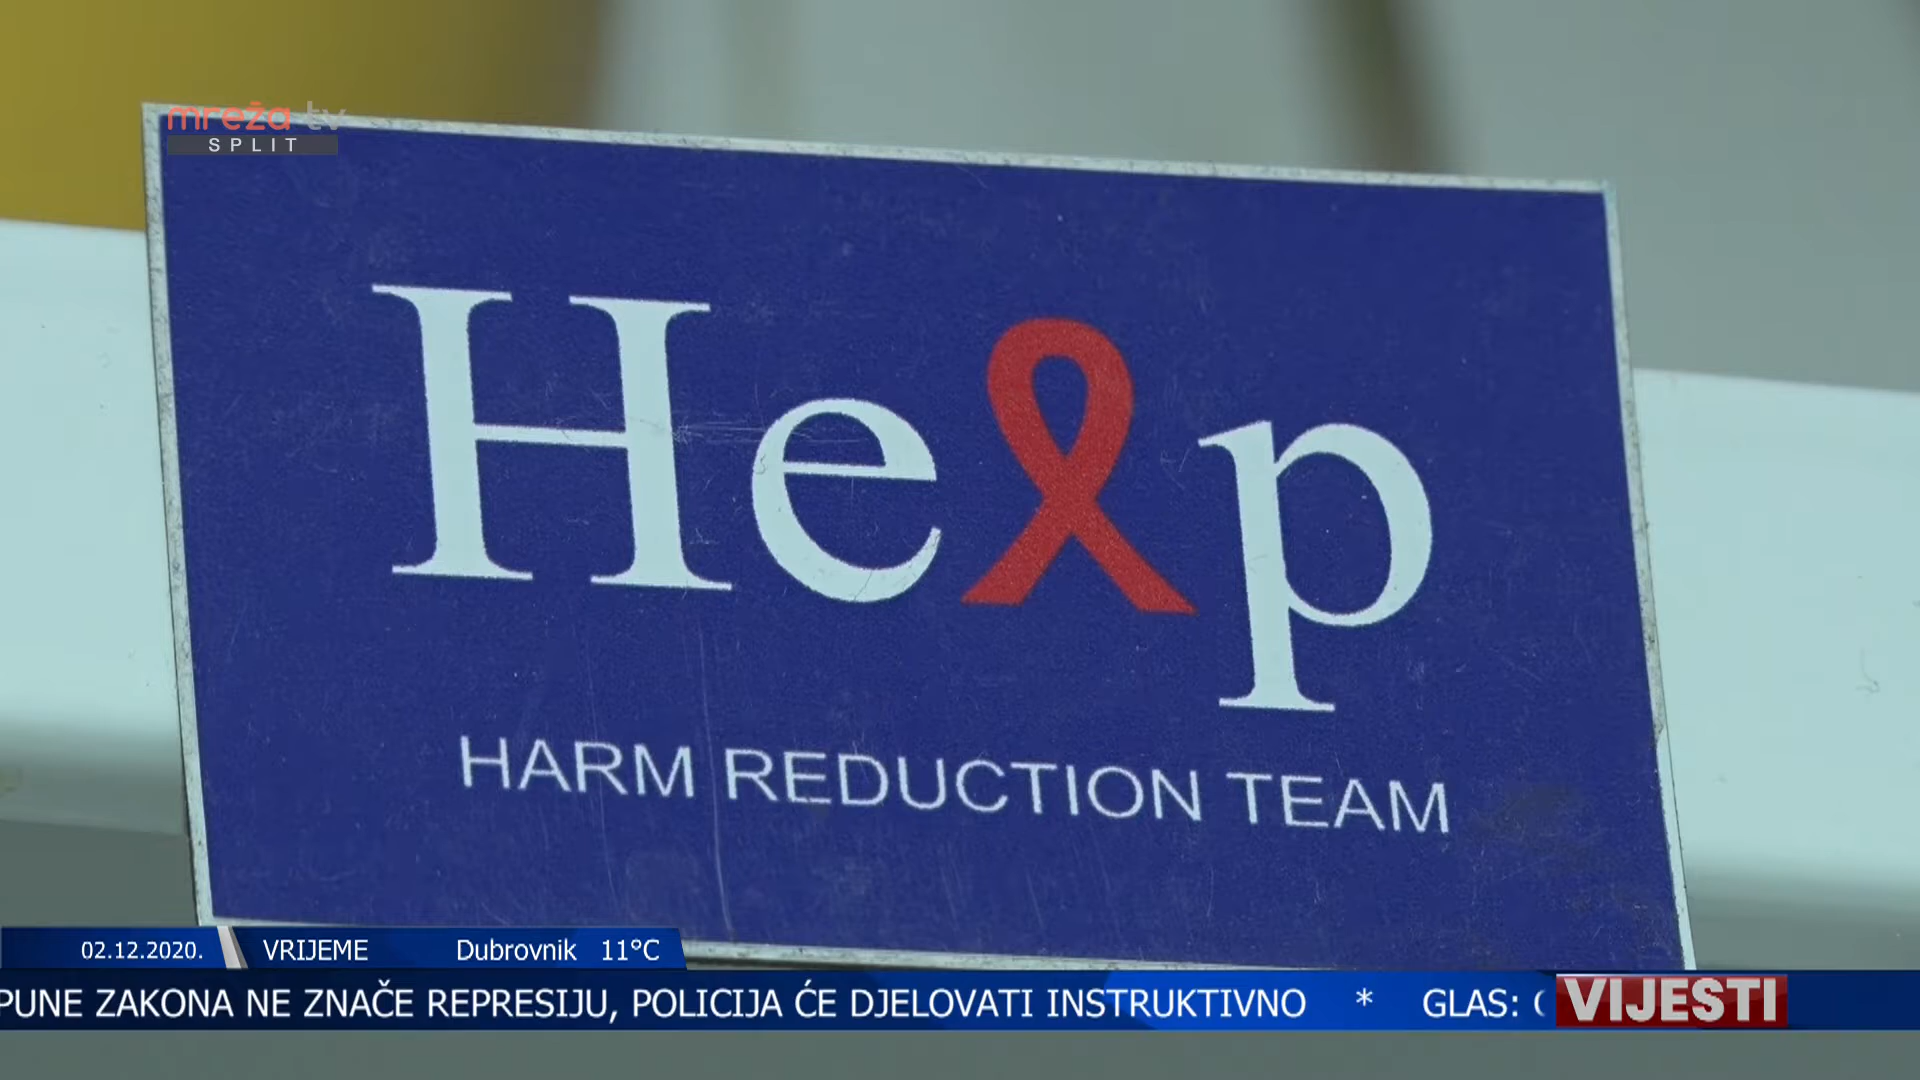 mreža tv
SPLIT
Help
HARM REDUCTION TEAM
02.12.2020. VRIJEME Dubrovnik 11°C
PUNE ZAKONA NE ZNAČE REPRESIJU, POLICIJA ĆE DJELOVATI INSTRUKTIVNO * GLAS: VIJESTI